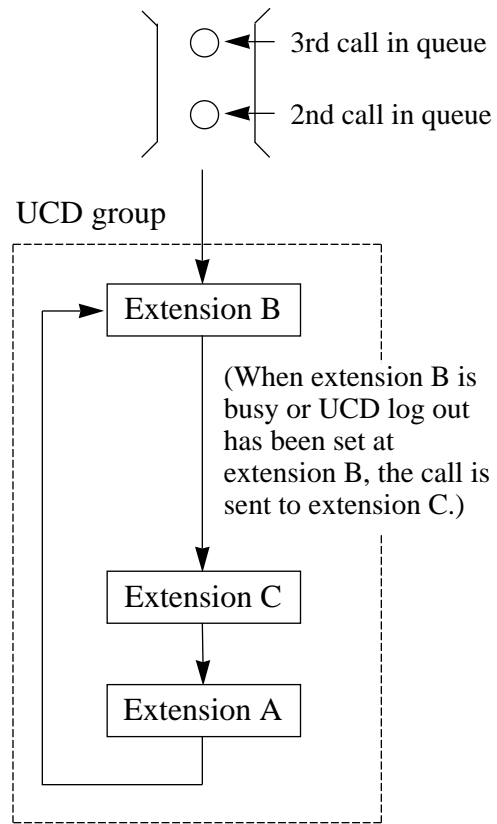 3rd call in queue
2nd call in queue
UCD group
Extension B
(When extension B is
busy or UCD log out
has been set at
extension B, the call is
sent to extension C.)
Extension C
Extension A